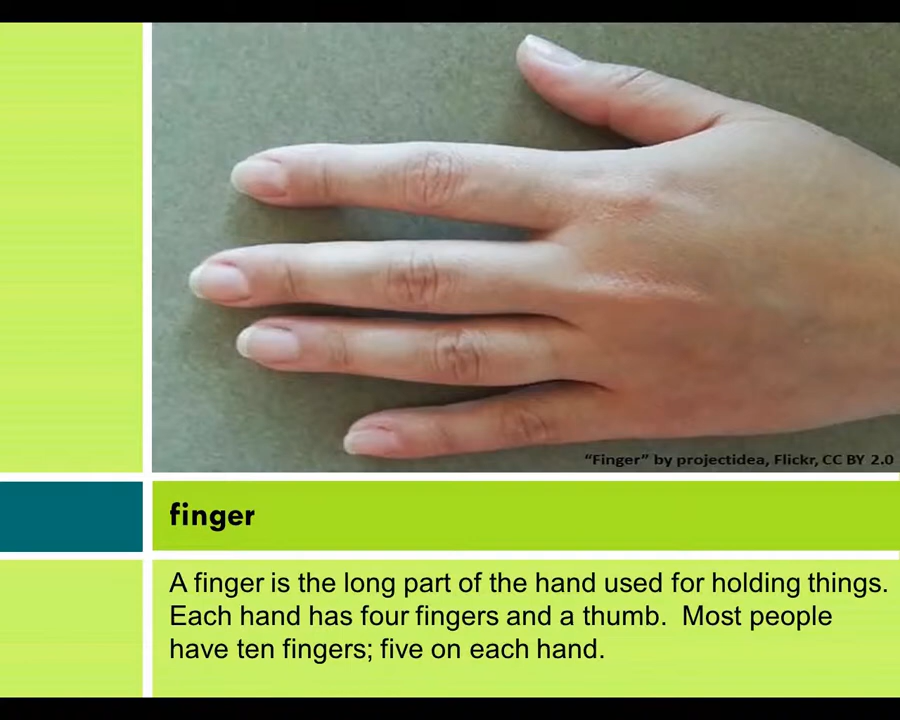 “Finger” by projectidea, Flickr, CC BY 2.0
finger
A finger is the long part of the hand used for holding things.
Each hand has four fingers and a thumb.  Most people
have ten fingers; five on each hand.